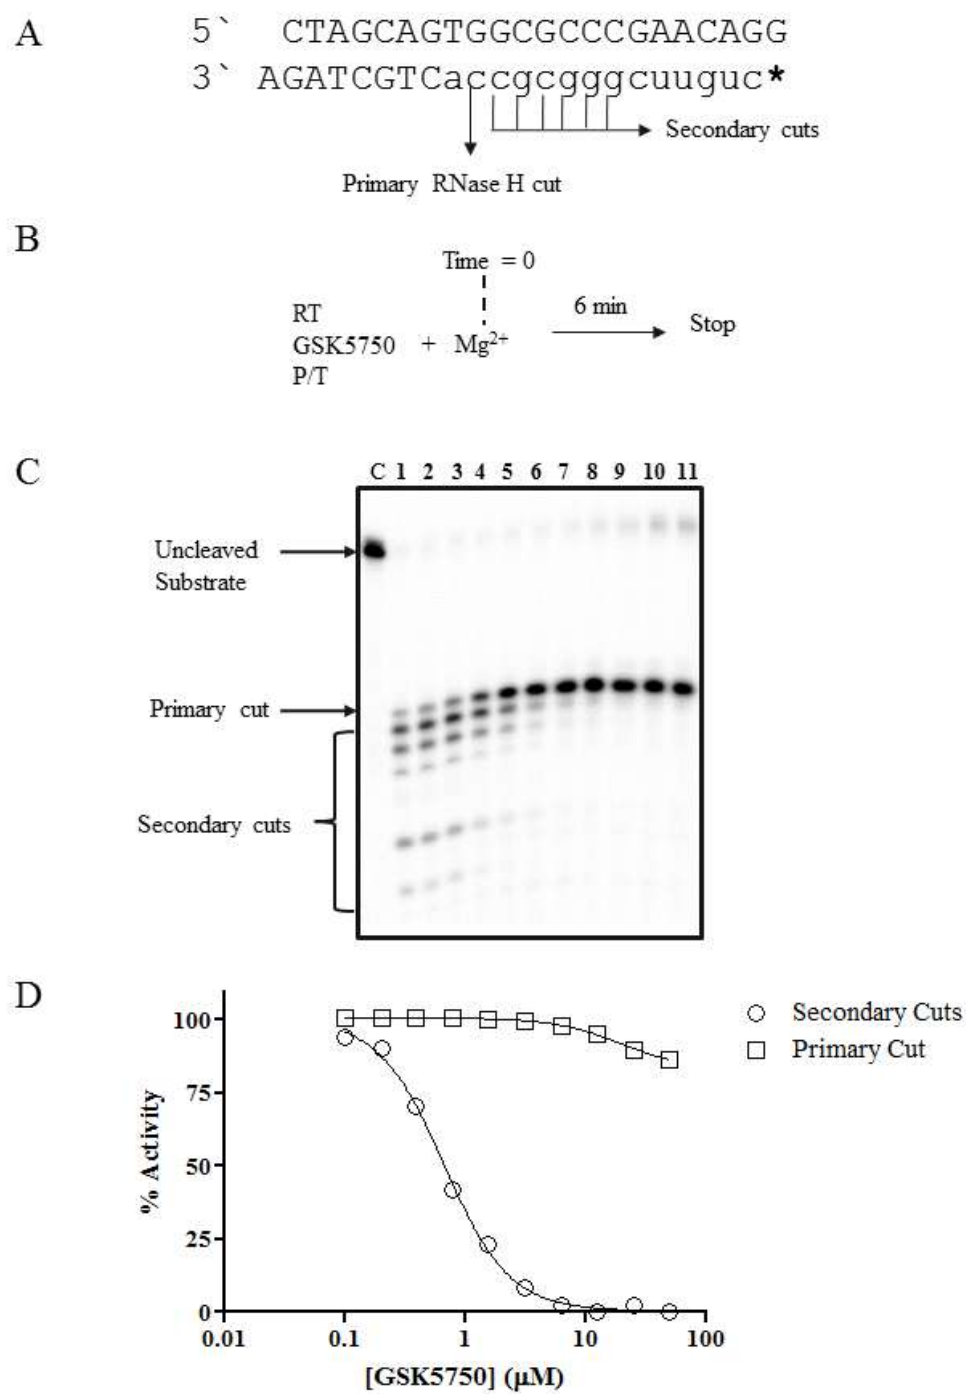 A
5` CTAGCAGTGGCGCCCGAACAGG
3` AGATCGTCaccgcgggcuuguc*
Secondary cuts
Primary RNase H cut
B
Time = 0
RT
GSK5750 + Mg²⁺
P/T
6 min
Stop
C
C 1 2 3 4 5 6 7 8 9 10 11
Uncleaved
Substrate
Primary cut
Secondary cuts
D
Secondary Cuts
Primary Cut
% Activity
100
75
50
25
0
0.01 0.1 1 10 100
[GSK5750] (μM)